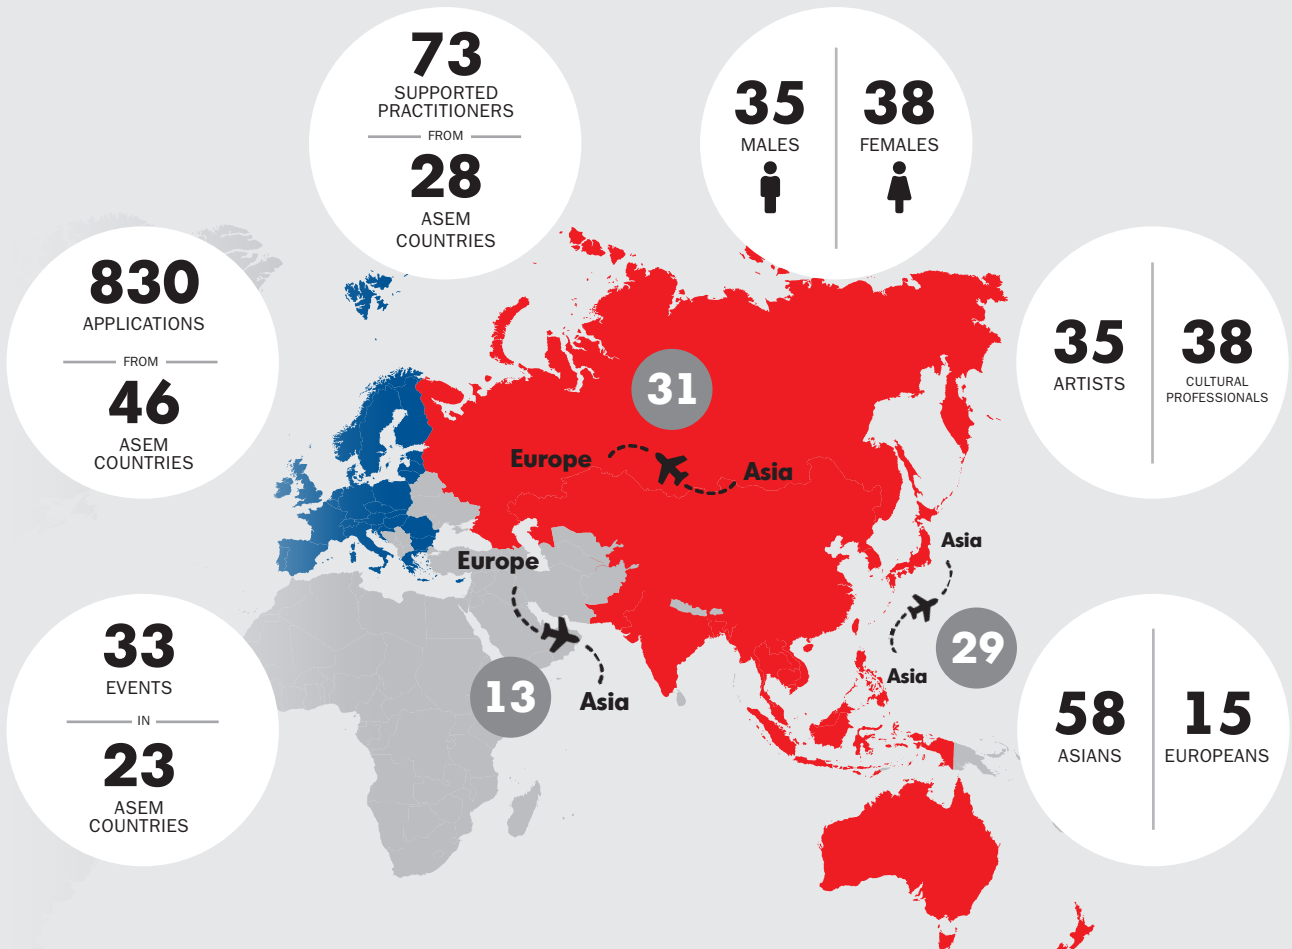 73
SUPPORTED
PRACTITIONERS
FROM
28
ASEM
COUNTRIES
35
MALES
38
FEMALES
830
APPLICATIONS
FROM
46
ASEM
COUNTRIES
35
ARTISTS
38
CULTURAL
PROFESSIONALS
31
Europe
Asia
Europe
13
Asia
Asia
29
Asia
33
EVENTS
IN
23
ASEM
COUNTRIES
58
ASIANS
15
EUROPEANS